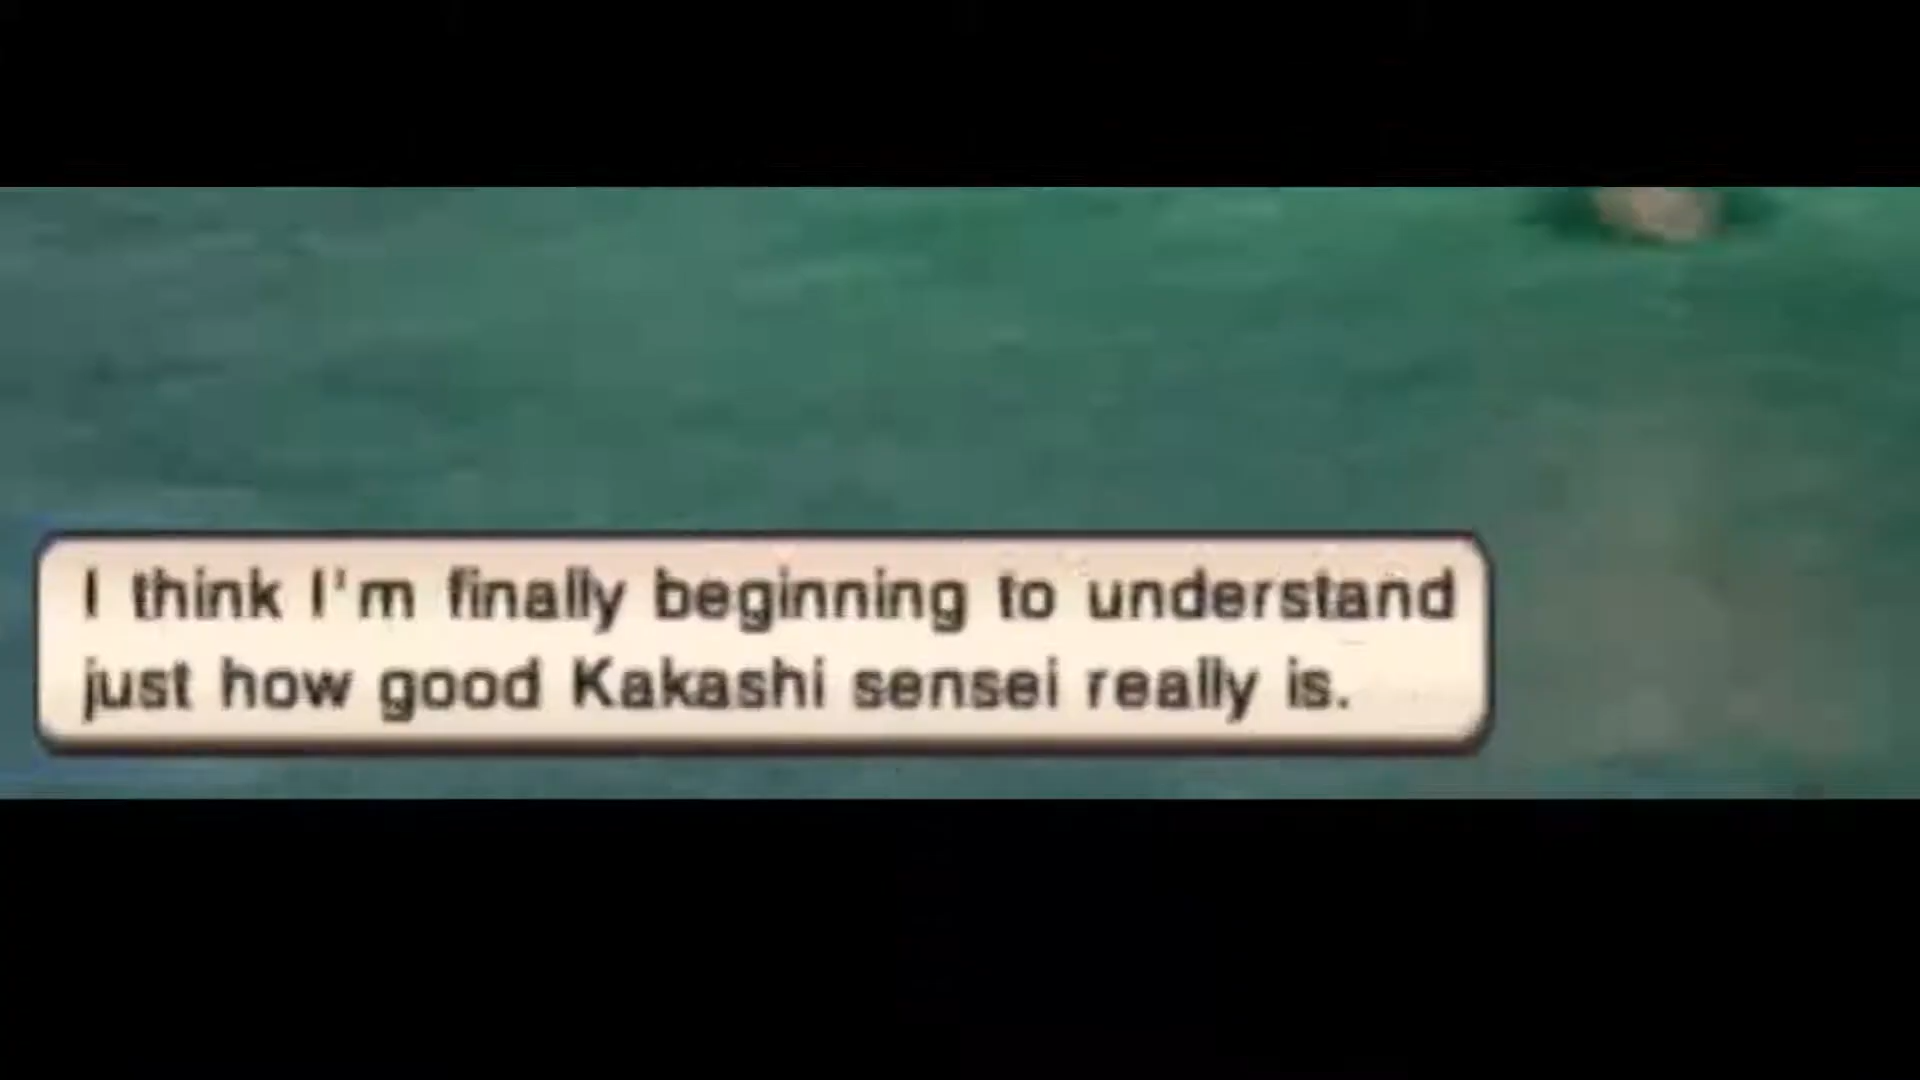 I think I'm finally beginning to understand
just how good Kakashi sensei really is.